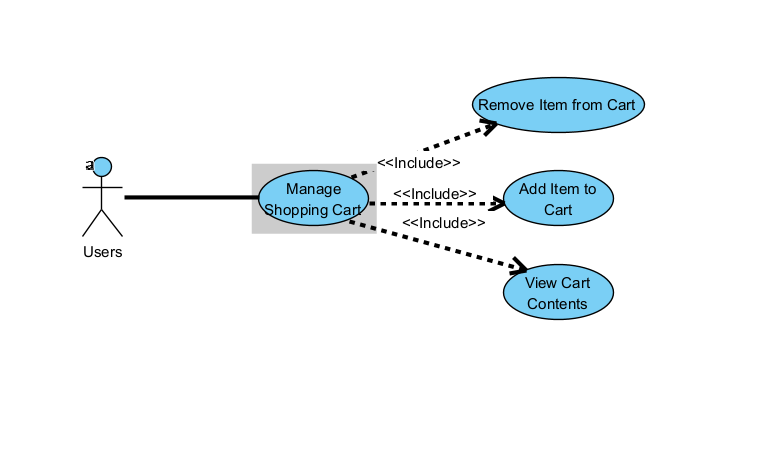 Remove Item from Cart
<<Include>>
a
Manage
Shopping Cart
<<Include>>
Add Item to
Cart
<<Include>>
Users
View Cart
Contents